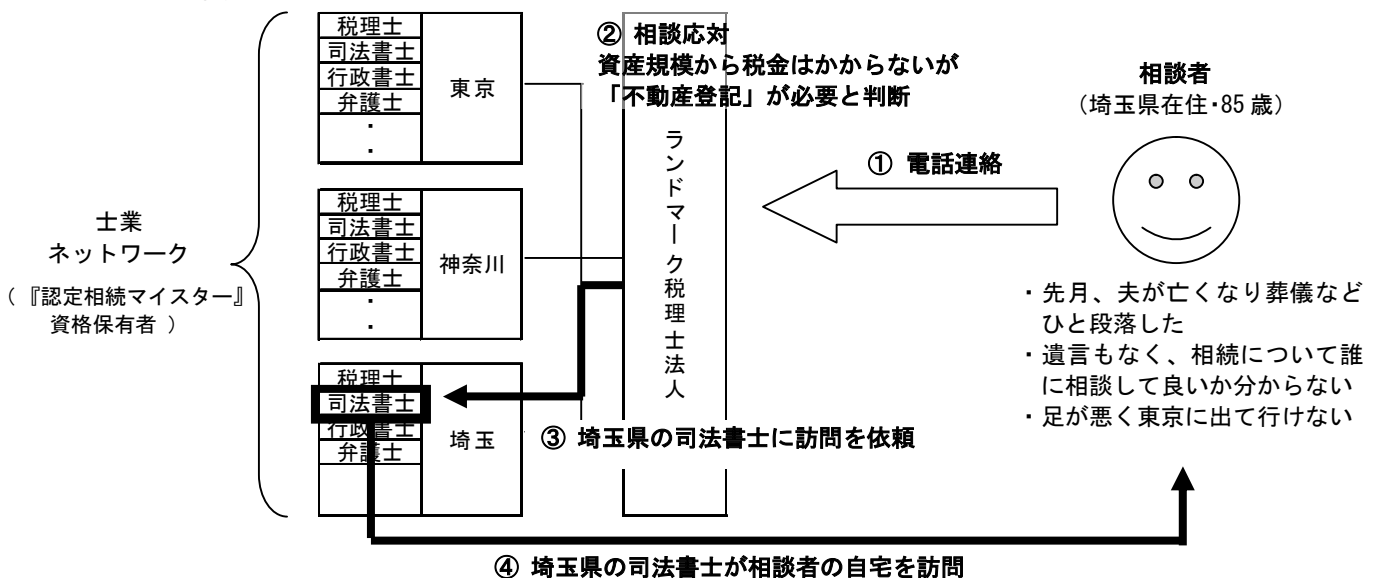 士業
ネットワーク
（『認定相続マイスター』
資格保有者 ）
税理士
司法書士
行政書士
弁護士
・
・
東京
税理士
司法書士
行政書士
弁護士
・
・
神奈川
税理士
司法書士
行政書士
弁護士
埼玉
② 相談応対
資産規模から税金はかからないが
「不動産登記」が必要と判断
ランドマーク税理士法人
① 電話連絡
相談者
（埼玉県在住・85 歳）
・先月、夫が亡くなり葬儀など
ひと段落した
・遺言もなく、相続について誰
に相談して良いか分からない
・足が悪く東京に出て行けない
③ 埼玉県の司法書士に訪問を依頼
④ 埼玉県の司法書士が相談者の自宅を訪問